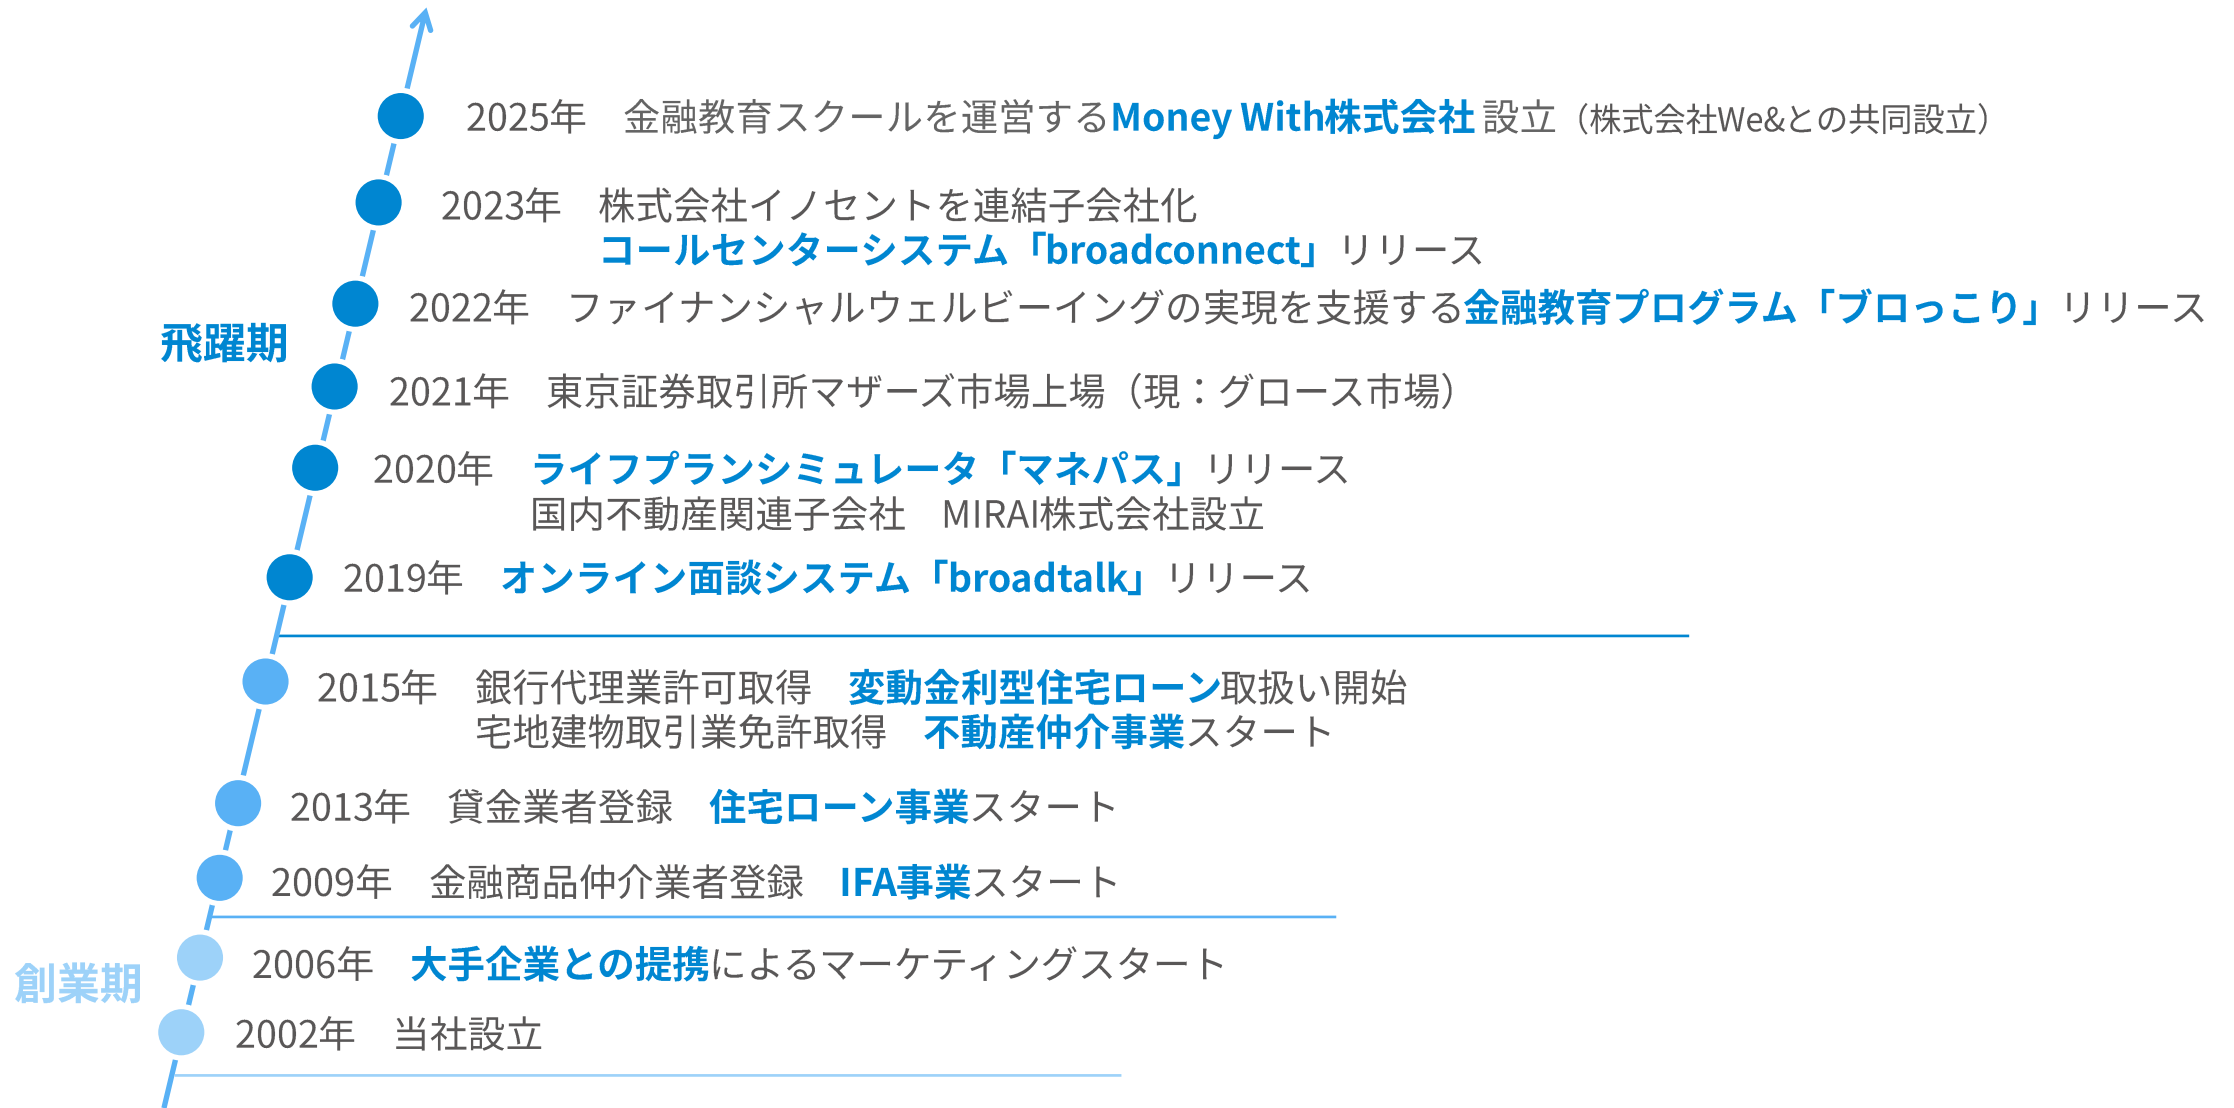 2025年　金融教育スクールを運営するMoney With株式会社 設立（株式会社We&との共同設立）
2023年　株式会社イノセントを連結子会社化
コールセンターシステム「broadconnect」リリース
2022年　ファイナンシャルウェルビーイングの実現を支援する金融教育プログラム「ブロっこり」リリース
飛躍期
2021年　東京証券取引所マザーズ市場上場（現：グロース市場）
2020年　ライフプランシミュレータ「マネパス」リリース
国内不動産関連子会社　MIRAI株式会社設立
2019年　オンライン面談システム「broadtalk」リリース
2015年　銀行代理業許可取得　変動金利型住宅ローン取扱い開始
宅地建物取引業免許取得　不動産仲介事業スタート
2013年　貸金業者登録　住宅ローン事業スタート
2009年　金融商品仲介業者登録　IFA事業スタート
2006年　大手企業との提携によるマーケティングスタート
創業期
2002年　当社設立